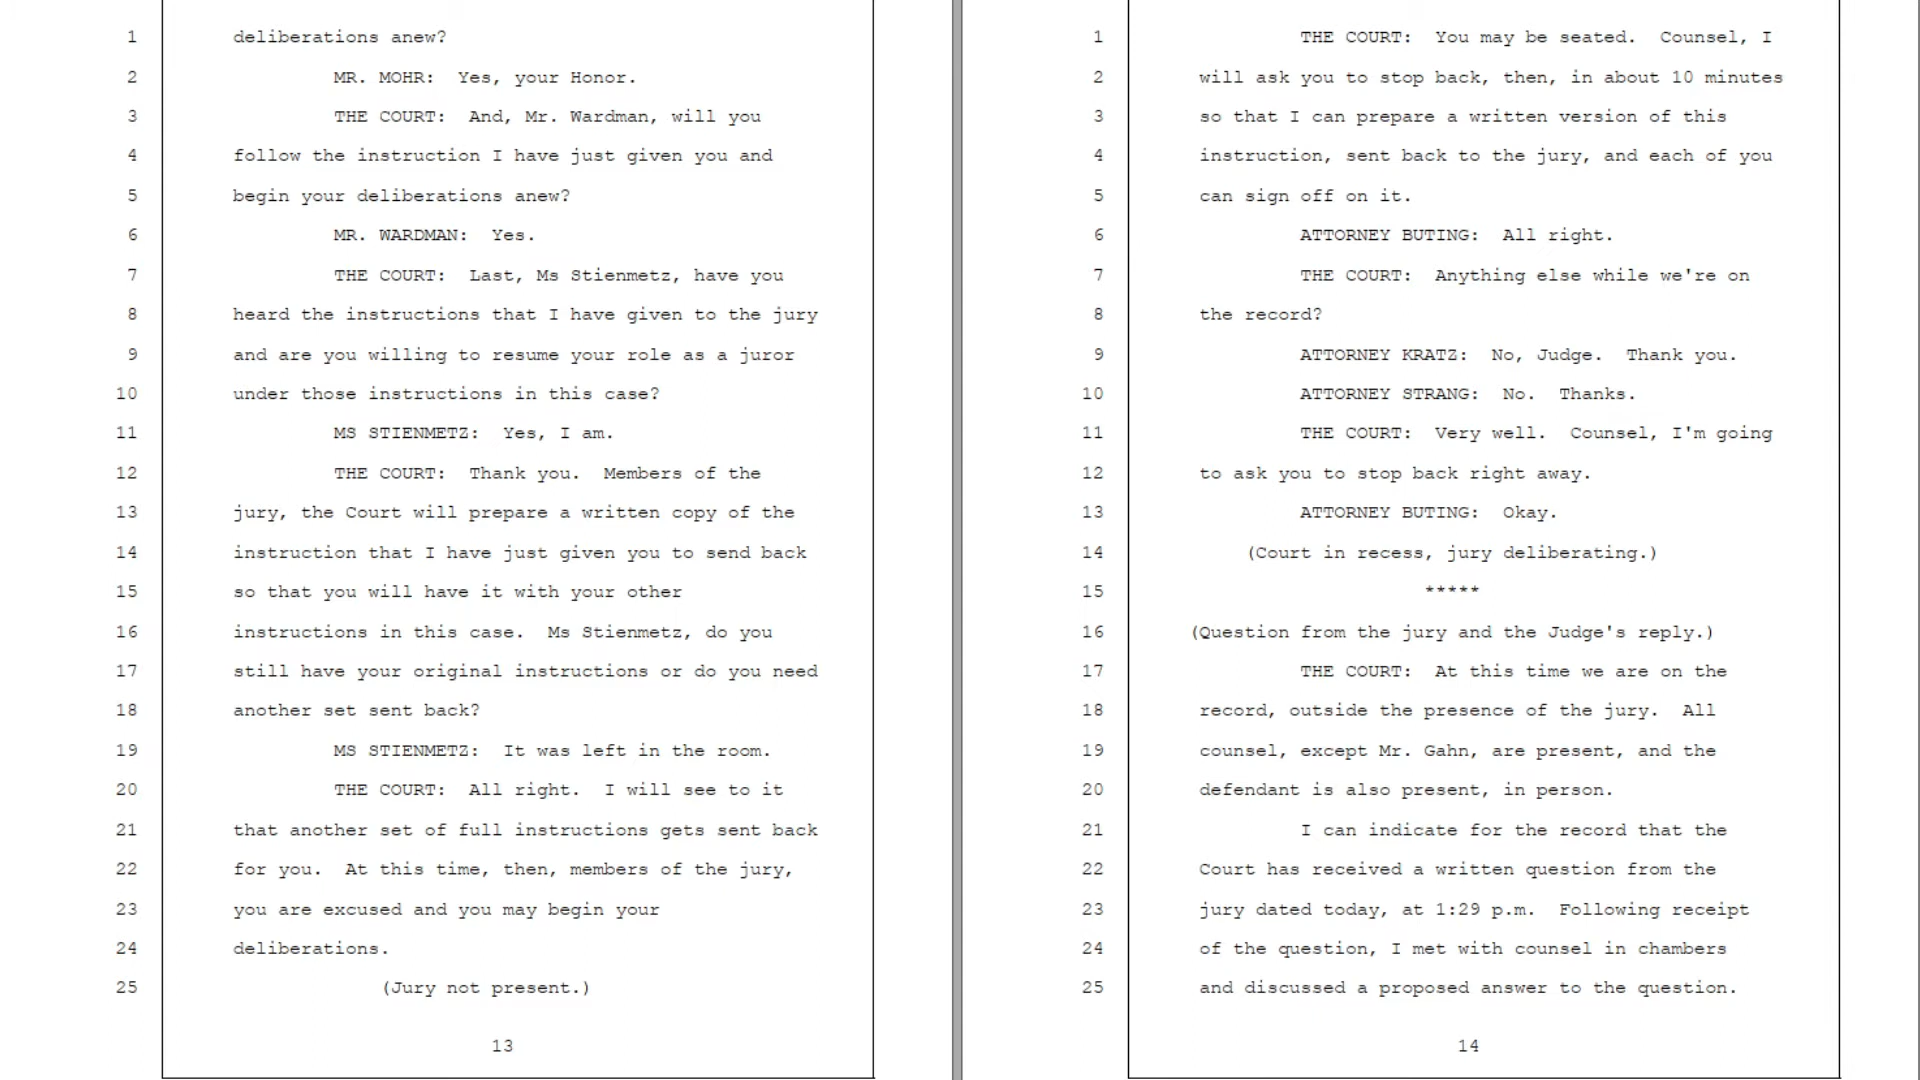 1 deliberations anew?
2 MR. MOHR: Yes, your Honor.
3 THE COURT: And, Mr. Wardman, will you
4 follow the instruction I have just given you and
5 begin your deliberations anew?
6 MR. WARDMAN: Yes.
7 THE COURT: Last, Ms Stienmetz, have you
8 heard the instructions that I have given to the jury
9 and are you willing to resume your role as a juror
10 under those instructions in this case?
11 MS STIENMETZ: Yes, I am.
12 THE COURT: Thank you. Members of the
13 jury, the Court will prepare a written copy of the
14 instruction that I have just given you to send back
15 so that you will have it with your other
16 instructions in this case. Ms Stienmetz, do you
17 still have your original instructions or do you need
18 another set sent back?
19 MS STIENMETZ: It was left in the room.
20 THE COURT: All right. I will see to it
21 that another set of full instructions gets sent back
22 for you. At this time, then, members of the jury,
23 you are excused and you may begin your
24 deliberations.
25 (Jury not present.)
13
1 THE COURT: You may be seated. Counsel, I
2 will ask you to stop back, then, in about 10 minutes
3 so that I can prepare a written version of this
4 instruction, sent back to the jury, and each of you
5 can sign off on it.
6 ATTORNEY BUTING: All right.
7 THE COURT: Anything else while we're on
8 the record?
9 ATTORNEY KRATZ: No, Judge. Thank you.
10 ATTORNEY STRANG: No. Thanks.
11 THE COURT: Very well. Counsel, I'm going
12 to ask you to stop back right away.
13 ATTORNEY BUTING: Okay.
14 (Court in recess, jury deliberating.)
15 *****
16 (Question from the jury and the Judge's reply.)
17 THE COURT: At this time we are on the
18 record, outside the presence of the jury. All
19 counsel, except Mr. Gahn, are present, and the
20 defendant is also present, in person.
21 I can indicate for the record that the
22 Court has received a written question from the
23 jury dated today, at 1:29 p.m. Following receipt
24 of the question, I met with counsel in chambers
25 and discussed a proposed answer to the question.
14